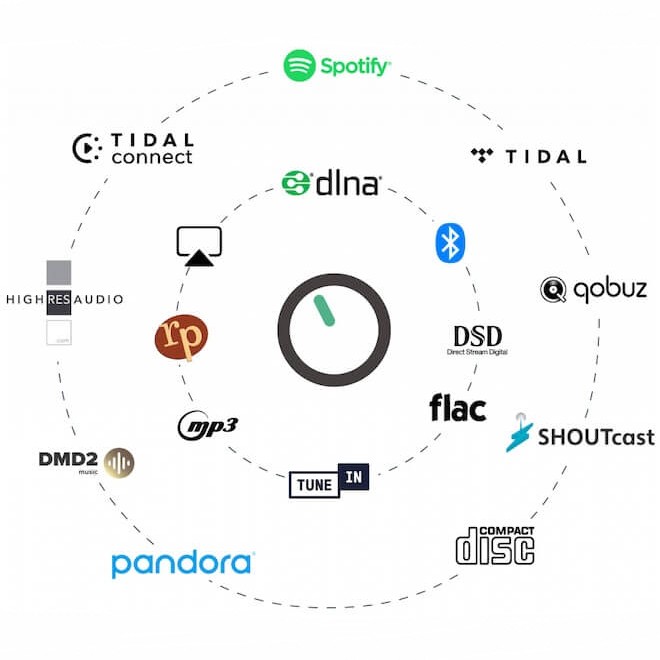 Spotify
TIDAL
connect
TIDAL
dlna
HIGHRESAUDIO
.com
qobuz
rp
DSD
Direct Stream Digital
mp3
flac
SHOUTcast
DMD2
music
TUNE IN
COMPACT
disc
pandora